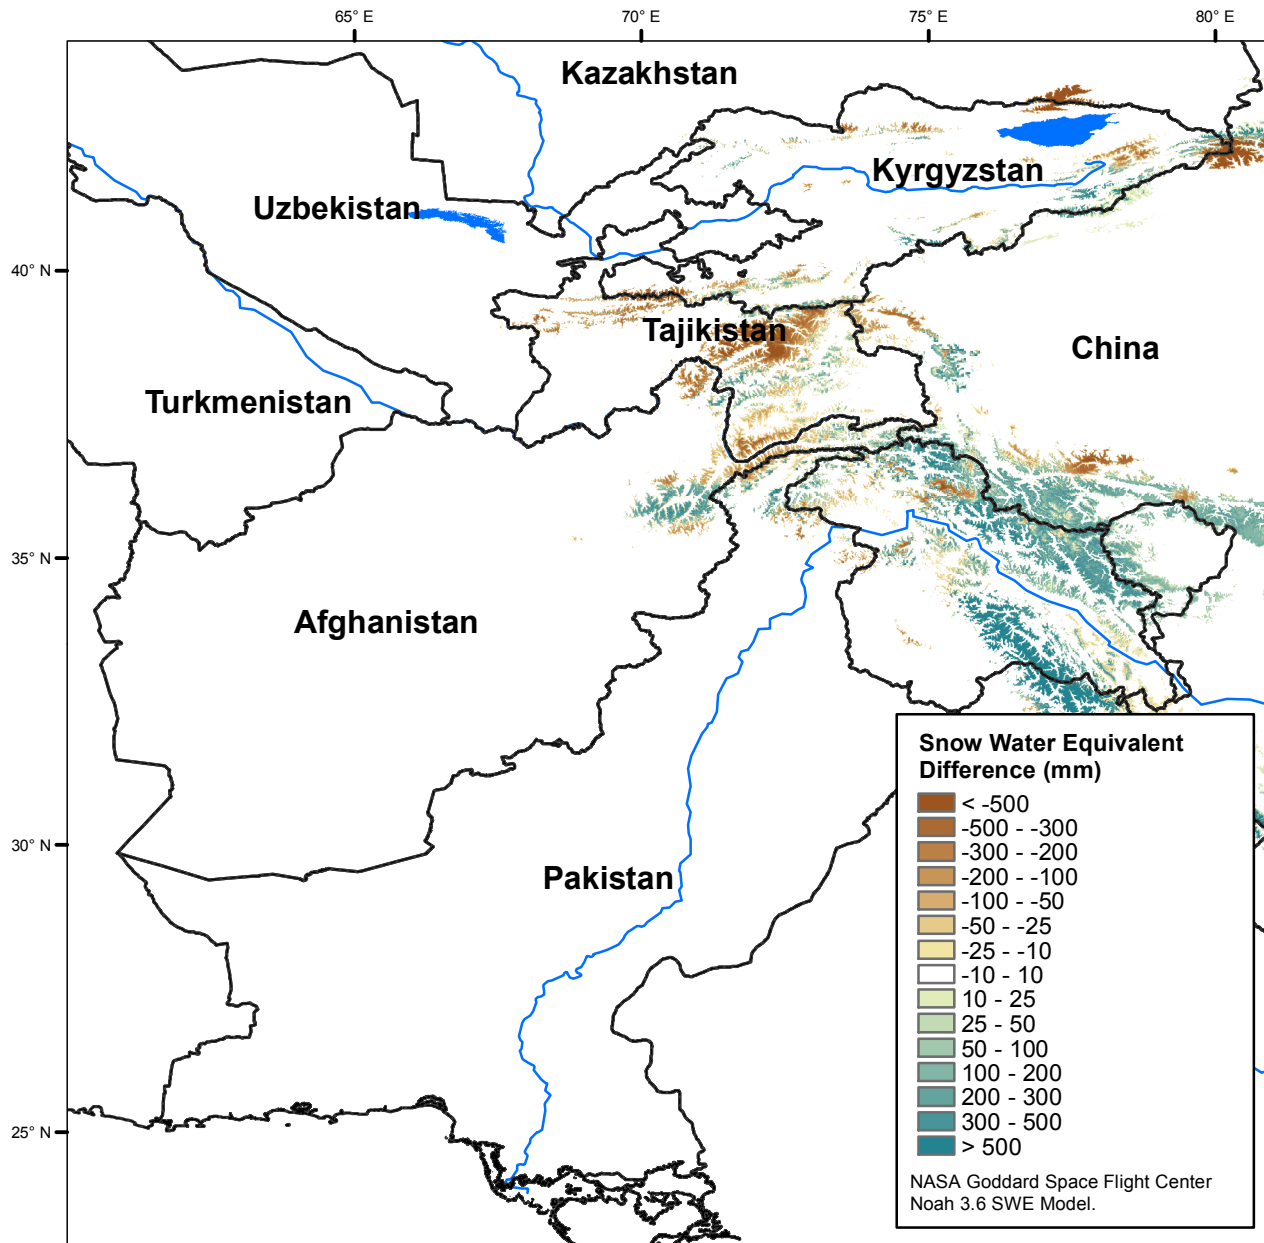 65° E
70° E
75° E
80° E
Kazakhstan
Kyrgyzstan
Uzbekistan
40° N
Tajikistan
China
Turkmenistan
35° N
Afghanistan
Snow Water Equivalent
Difference (mm)
< -500
-500 - -300
-300 - -200
-200 - -100
-100 - -50
-50 - -25
-25 - -10
-10 - 10
10 - 25
25 - 50
50 - 100
100 - 200
200 - 300
300 - 500
> 500
30° N
Pakistan
25° N
NASA Goddard Space Flight Center
Noah 3.6 SWE Model.